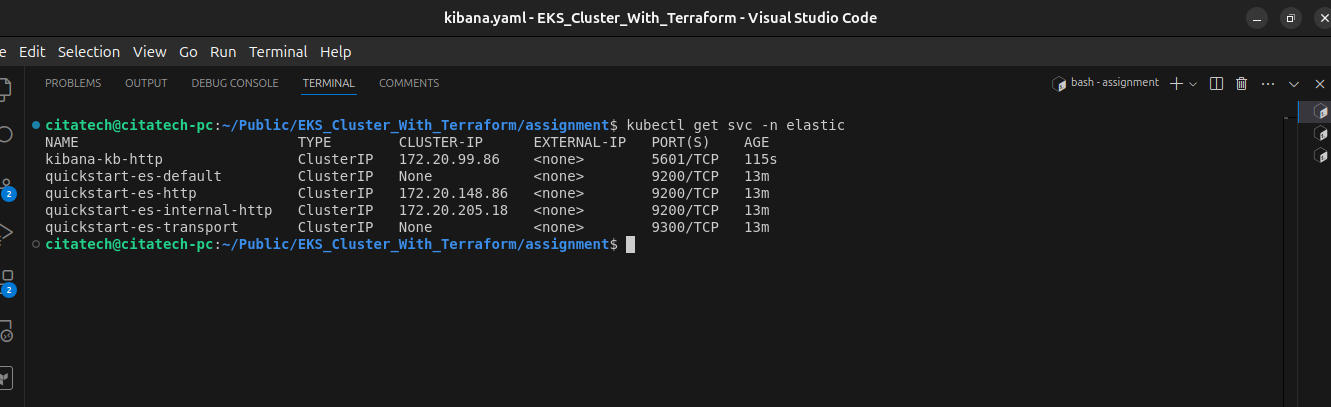 kibana.yaml - EKS_Cluster_With_Terraform - Visual Studio Code
Edit Selection View Go Run Terminal Help
PROBLEMS OUTPUT DEBUG CONSOLE TERMINAL COMMENTS bash - assignment
citatech@citatech-pc:~/Public/EKS_Cluster_With_Terraform/assignment$ kubectl get svc -n elastic
NAME TYPE CLUSTER-IP EXTERNAL-IP PORT(S) AGE
kibana-kb-http ClusterIP 172.20.99.86 <none> 5601/TCP 115s
quickstart-es-default ClusterIP None <none> 9200/TCP 13m
quickstart-es-http ClusterIP 172.20.148.86 <none> 9200/TCP 13m
quickstart-es-internal-http ClusterIP 172.20.205.18 <none> 9200/TCP 13m
quickstart-es-transport ClusterIP None <none> 9300/TCP 13m
citatech@citatech-pc:~/Public/EKS_Cluster_With_Terraform/assignment$
2
2